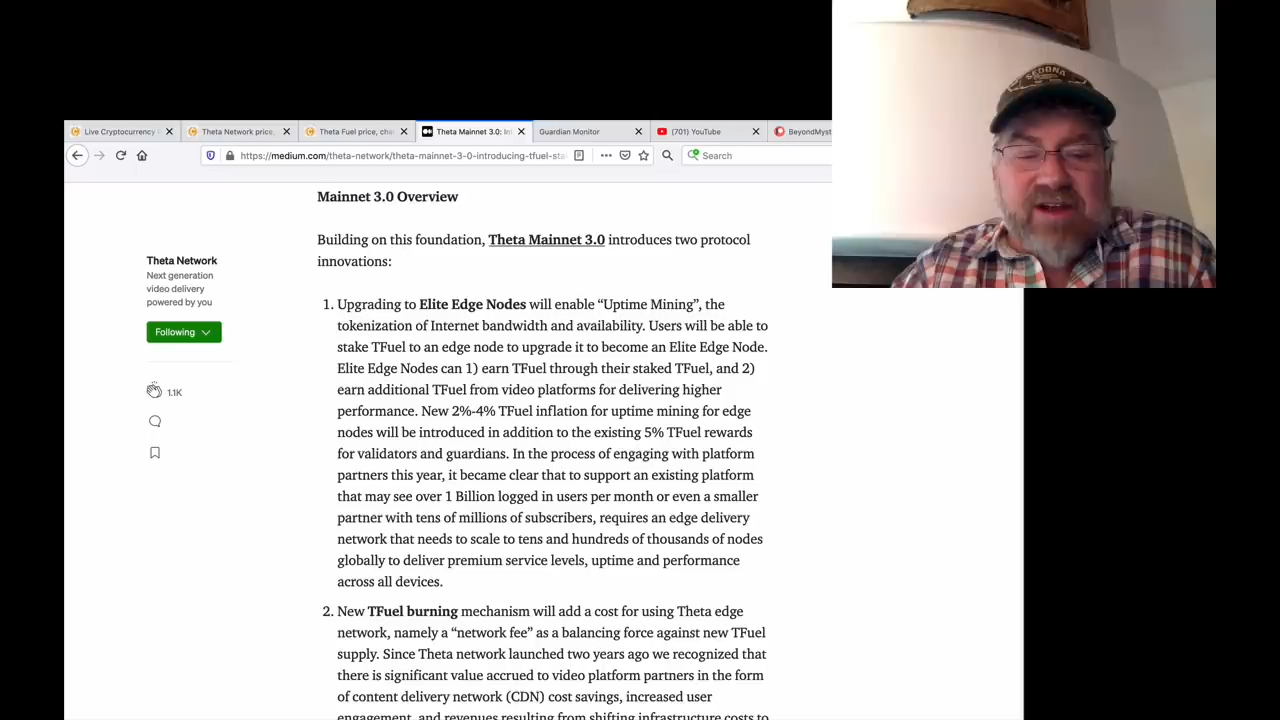 SEDONA
Live Cryptocurrency
Theta Network price,
Theta Fuel price, cha
Theta Mainnet 3.0: In
Guardian Monitor
(701) YouTube
BeyondMyst
https://medium.com/theta-network/theta-mainnet-3-0-introducing-tfuel-sta
Search
Mainnet 3.0 Overview
Building on this foundation, Theta Mainnet 3.0 introduces two protocol
innovations:
Theta Network
Next generation
video delivery
powered by you
Following
1.1K
1. Upgrading to Elite Edge Nodes will enable “Uptime Mining”, the
tokenization of Internet bandwidth and availability. Users will be able to
stake TFuel to an edge node to upgrade it to become an Elite Edge Node.
Elite Edge Nodes can 1) earn TFuel through their staked TFuel, and 2)
earn additional TFuel from video platforms for delivering higher
performance. New 2%-4% TFuel inflation for uptime mining for edge
nodes will be introduced in addition to the existing 5% TFuel rewards
for validators and guardians. In the process of engaging with platform
partners this year, it became clear that to support an existing platform
that may see over 1 Billion logged in users per month or even a smaller
partner with tens of millions of subscribers, requires an edge delivery
network that needs to scale to tens and hundreds of thousands of nodes
globally to deliver premium service levels, uptime and performance
across all devices.
2. New TFuel burning mechanism will add a cost for using Theta edge
network, namely a “network fee” as a balancing force against new TFuel
supply. Since Theta network launched two years ago we recognized that
there is significant value accrued to video platform partners in the form
of content delivery network (CDN) cost savings, increased user
engagement, and revenues resulting from shifting infrastructure costs to